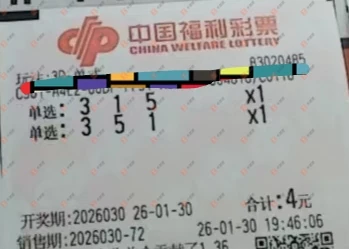 中国福利彩票
CHINA WELFARE LOTTERY
83020485
单选: 3 1 5 x1
单选: 3 5 1 x1
合计:4元
开奖期:2026030 26-01-30
销售期:2026030-72 26-01-30 19:46:06